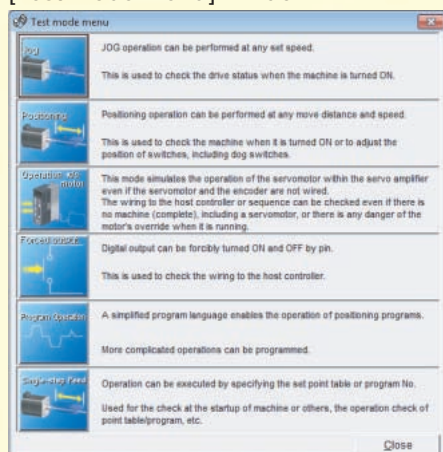 Test mode menu
Jog
JOG operation can be performed at any set speed.
This is used to check the drive status when the machine is turned ON.
Positioning
Positioning operation can be performed at any move distance and speed.
This is used to check the machine when it is turned ON or to adjust the
position of switches, including dog switches.
Operation w/o
motor
This mode simulates the operation of the servomotor within the servo amplifier
even if the servomotor and the encoder are not wired.
The wiring to the host controller or sequence can be checked even if there is
no machine (complete), including a servomotor, or there is any danger of the
motor's override when it is running.
Forced output
Digital output can be forcibly turned ON and OFF by pin.
This is used to check the wiring to the host controller.
Program Operation
A simplified program language enables the operation of positioning programs.
More complicated operations can be programmed.
Single-step Feed
Operation can be executed by specifying the set point table or program No.
Used for the check at the startup of machine or others, the operation check of
point table/program, etc.
Close